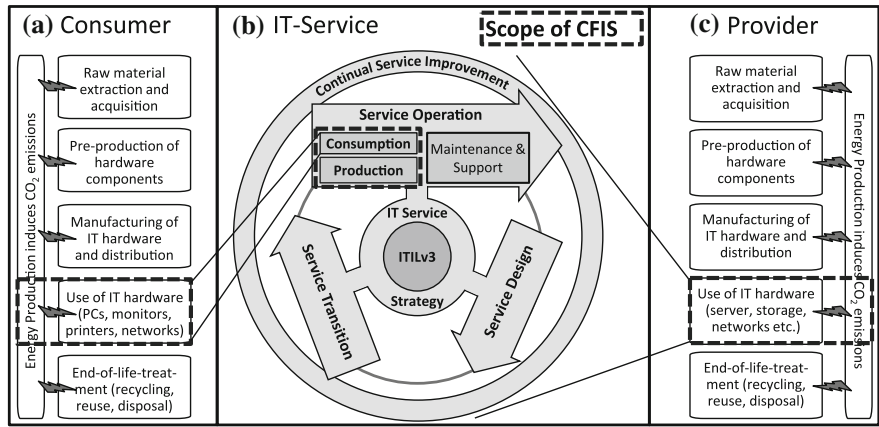 (a) Consumer
Energy Production induces CO2 emissions
Raw material
extraction and
acquisition
Pre-production of
hardware
components
Manufacturing of
IT hardware
and distribution
Use of IT hardware
(PCs, monitors,
printers, networks)
End-of-life-treat-
ment (recycling,
reuse, disposal)
(b) IT-Service
Scope of CFIS
Continual Service Improvement
Service Operation
Consumption
Production
Maintenance &
Support
IT Service
ITILv3
Strategy
Service Transition
Service Design
(c) Provider
Raw material
extraction and
acquisition
Pre-production of
hardware
components
Manufacturing of
IT hardware and
distribution
Use of IT hardware
(server, storage,
networks etc.)
End-of-life-treat-
ment (recycling,
reuse, disposal)
Energy Production induces CO2 emissions